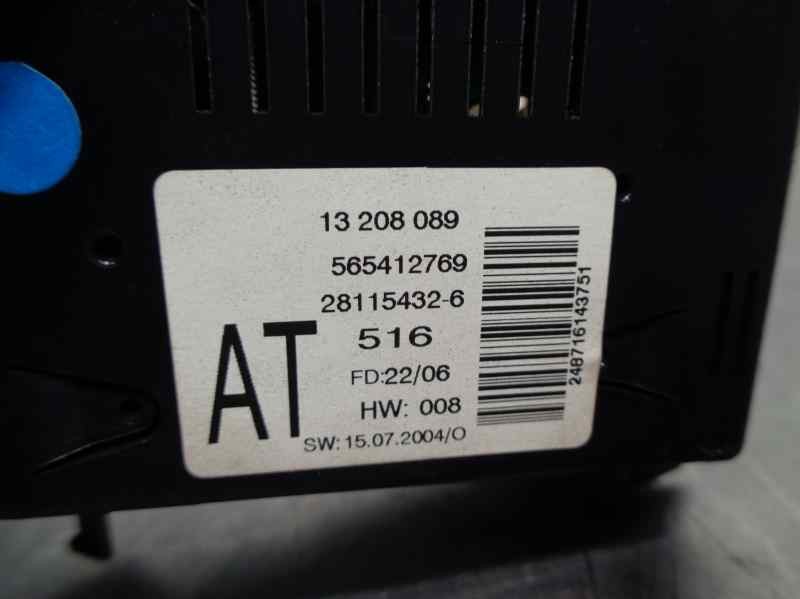 13 208 089
565412769
28115432-6
516
AT
FD:22/06
HW: 008
SW: 15.07.2004/O
248716143751